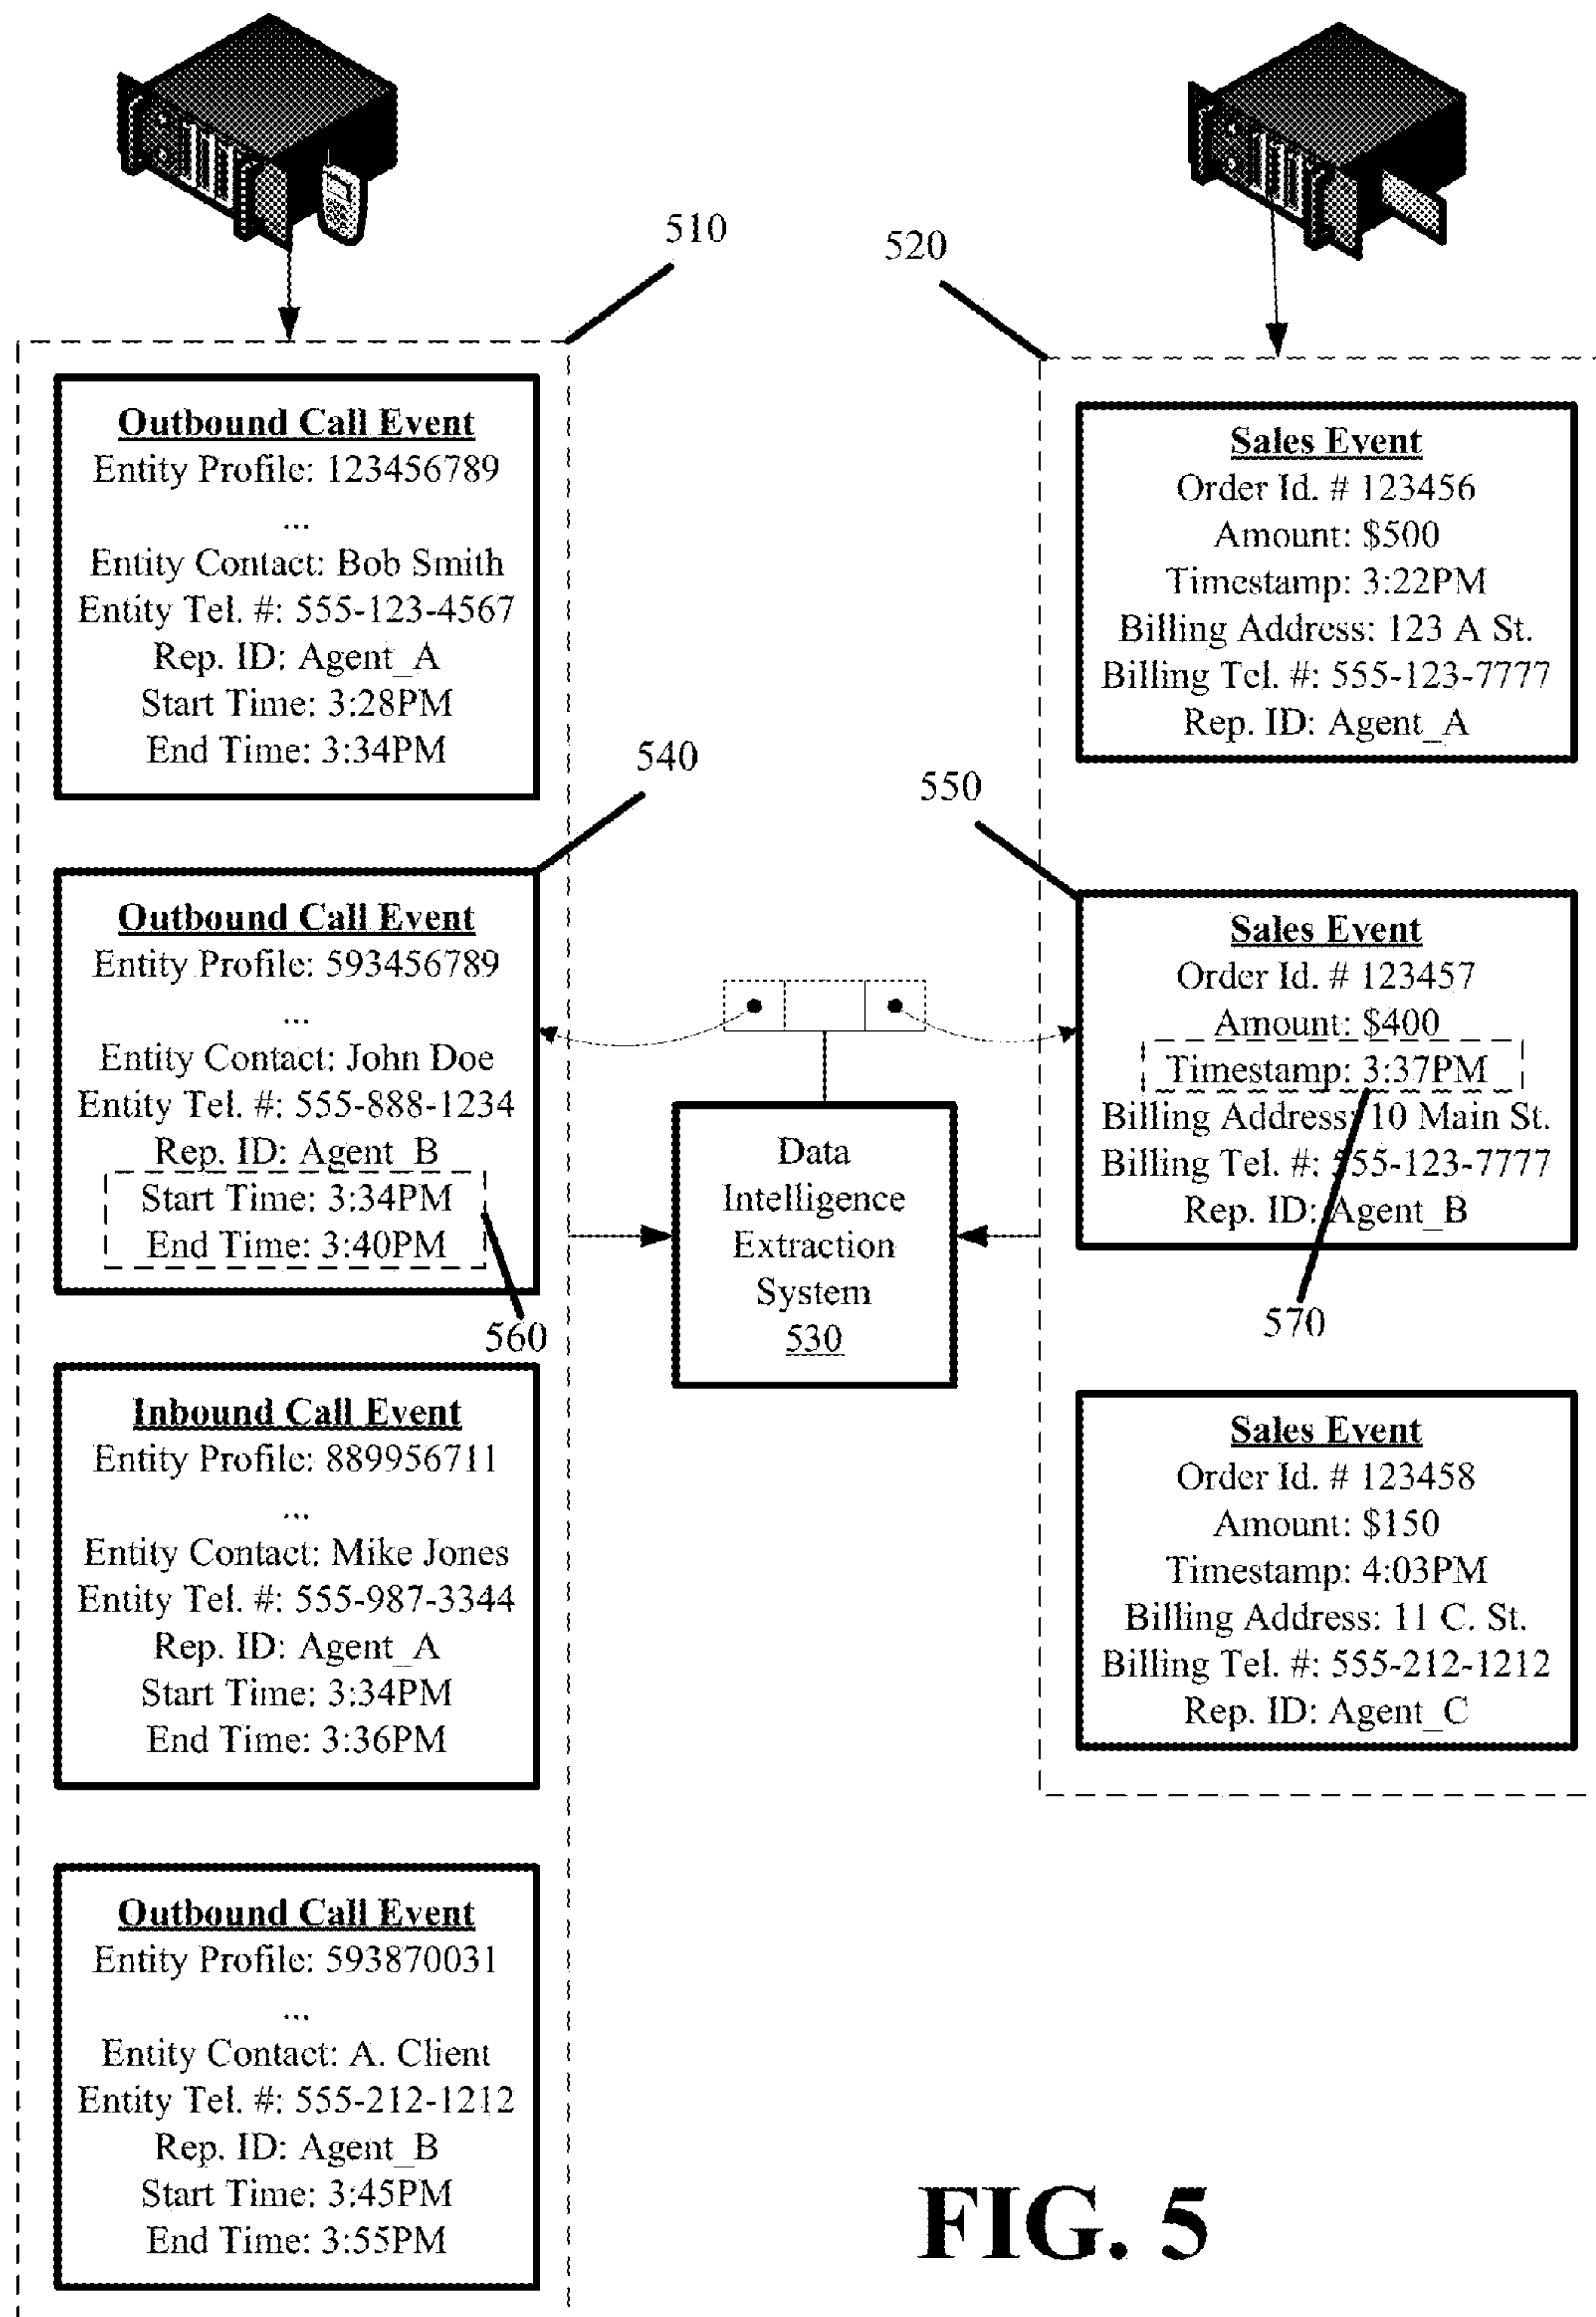 510
520
Outbound Call Event
Entity Profile: 123456789
...
Entity Contact: Bob Smith
Entity Tel. #: 555-123-4567
Rep. ID: Agent_A
Start Time: 3:28PM
End Time: 3:34PM
Sales Event
Order Id. # 123456
Amount: $500
Timestamp: 3:22PM
Billing Address: 123 A St.
Billing Tel. #: 555-123-7777
Rep. ID: Agent_A
540
550
Outbound Call Event
Entity Profile: 593456789
...
Entity Contact: John Doe
Entity Tel. #: 555-888-1234
Rep. ID: Agent_B
Start Time: 3:34PM
End Time: 3:40PM
560
Data
Intelligence
Extraction
System
530
Sales Event
Order Id. # 123457
Amount: $400
Timestamp: 3:37PM
Billing Address: 10 Main St.
Billing Tel. #: 555-123-7777
Rep. ID: Agent_B
570
Inbound Call Event
Entity Profile: 889956711
...
Entity Contact: Mike Jones
Entity Tel. #: 555-987-3344
Rep. ID: Agent_A
Start Time: 3:34PM
End Time: 3:36PM
Sales Event
Order Id. # 123458
Amount: $150
Timestamp: 4:03PM
Billing Address: 11 C. St.
Billing Tel. #: 555-212-1212
Rep. ID: Agent_C
Outbound Call Event
Entity Profile: 593870031
...
Entity Contact: A. Client
Entity Tel. #: 555-212-1212
Rep. ID: Agent_B
Start Time: 3:45PM
End Time: 3:55PM
FIG. 5